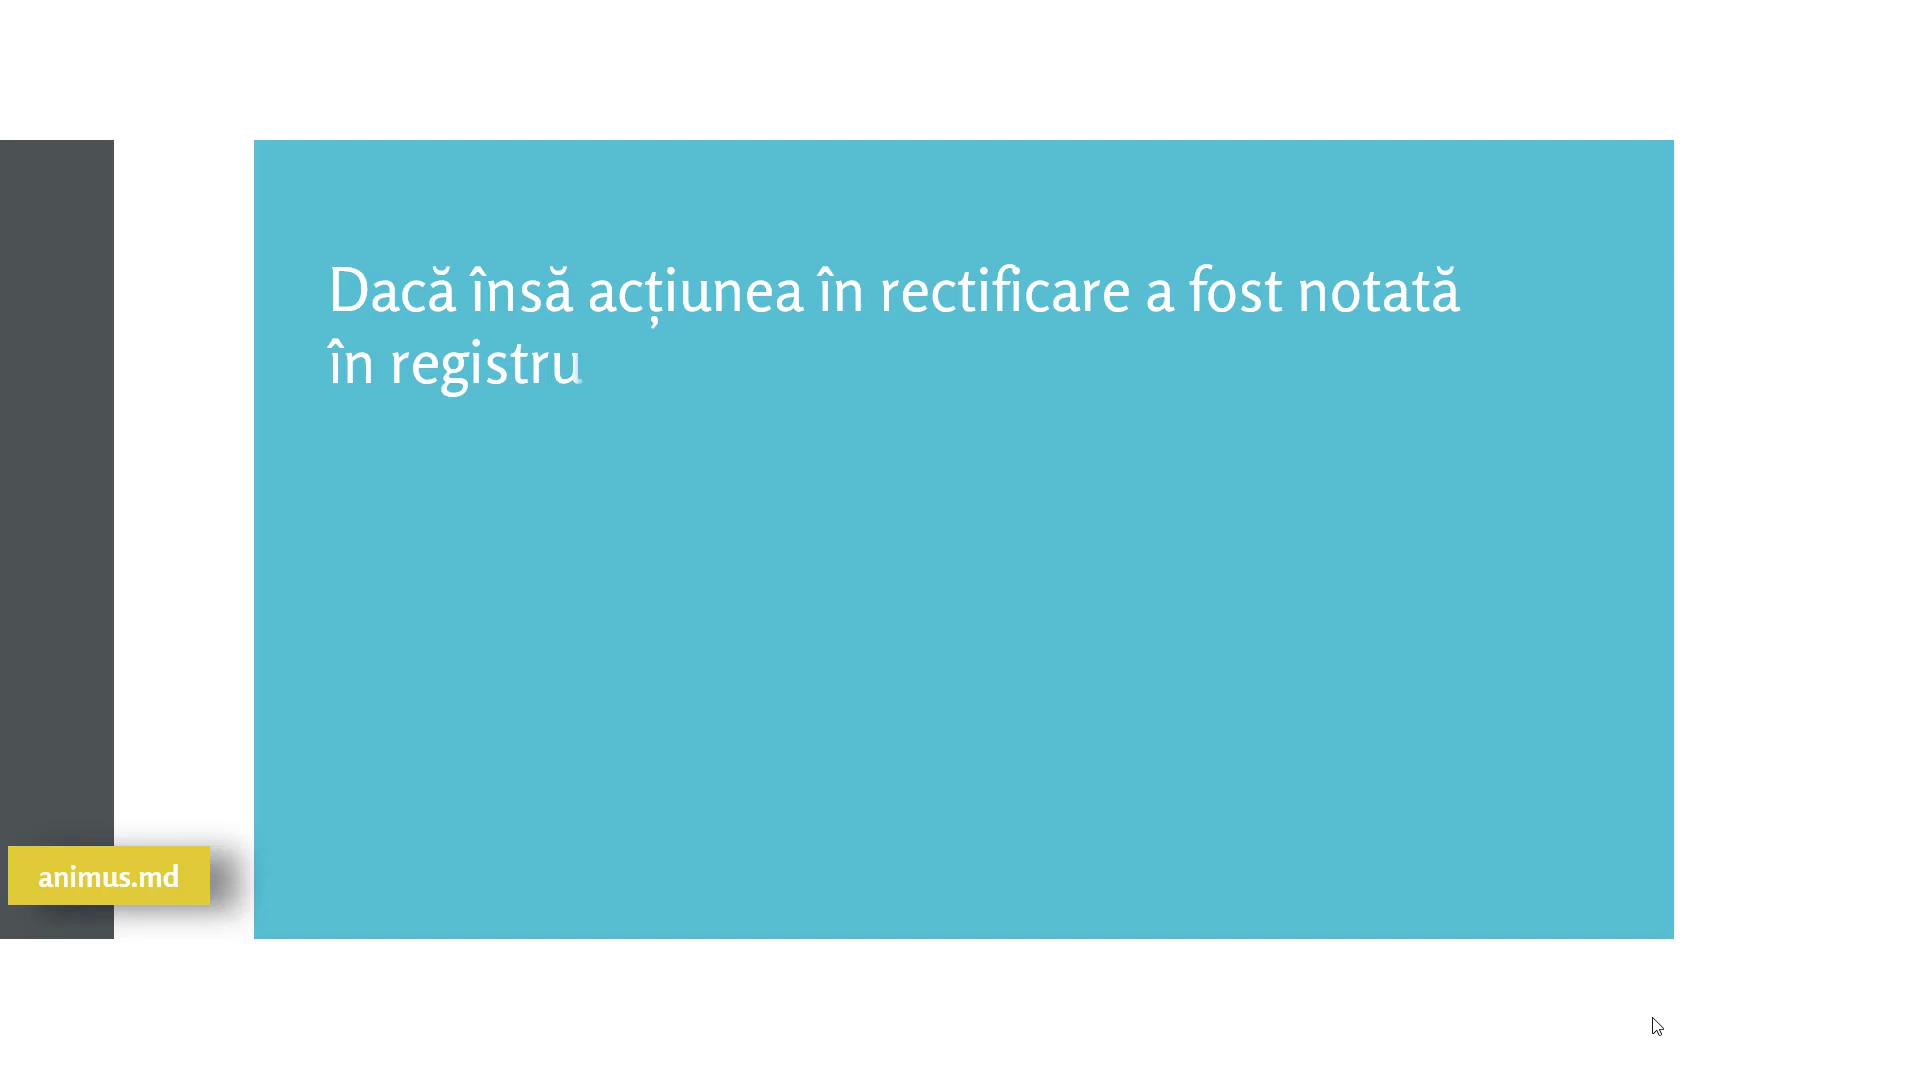 Dacă însă acțiunea în rectificare a fost notată
în registru
animus.md